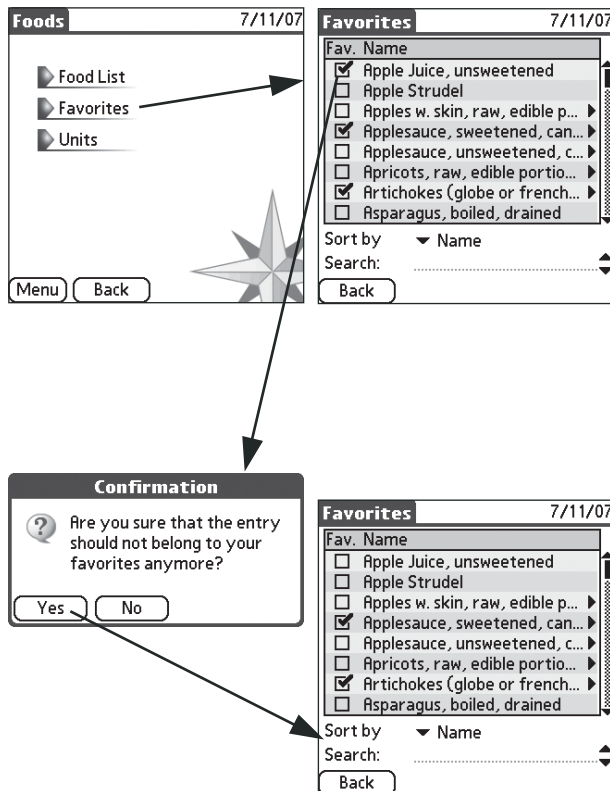 Foods 7/11/07
Food List
Favorites
Units
Menu Back
Favorites 7/11/07
Fav. Name
Apple Juice, unsweetened
Apple Strudel
Apples w. skin, raw, edible p...
Applesauce, sweetened, can...
Applesauce, unsweetened, c...
Apricots, raw, edible portio...
Artichokes (globe or french...
Asparagus, boiled, drained
Sort by Name
Search:
Back
Confirmation
Are you sure that the entry
should not belong to your
favorites anymore?
Yes No
Favorites 7/11/07
Fav. Name
Apple Juice, unsweetened
Apple Strudel
Apples w. skin, raw, edible p...
Applesauce, sweetened, can...
Applesauce, unsweetened, c...
Apricots, raw, edible portio...
Artichokes (globe or french...
Asparagus, boiled, drained
Sort by Name
Search:
Back